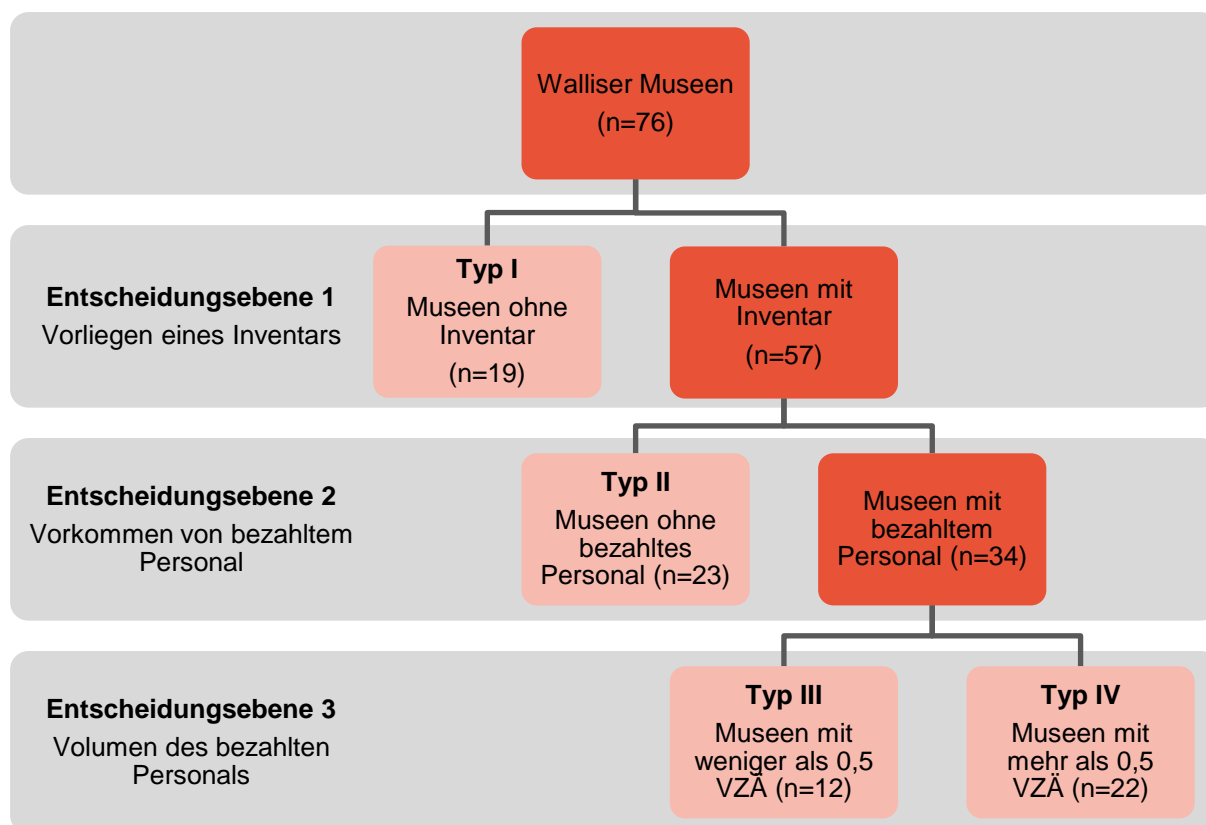 Walliser Museen
(n=76)
Entscheidungsebene 1
Vorliegen eines Inventars
Typ I
Museen ohne
Inventar
(n=19)
Museen mit
Inventar
(n=57)
Entscheidungsebene 2
Vorkommen von bezahltem
Personal
Typ II
Museen ohne
bezahltes
Personal (n=23)
Museen mit
bezahltem
Personal (n=34)
Entscheidungsebene 3
Volumen des bezahlten
Personals
Typ III
Museen mit
weniger als 0,5
VZÄ (n=12)
Typ IV
Museen mit
mehr als 0,5
VZÄ (n=22)